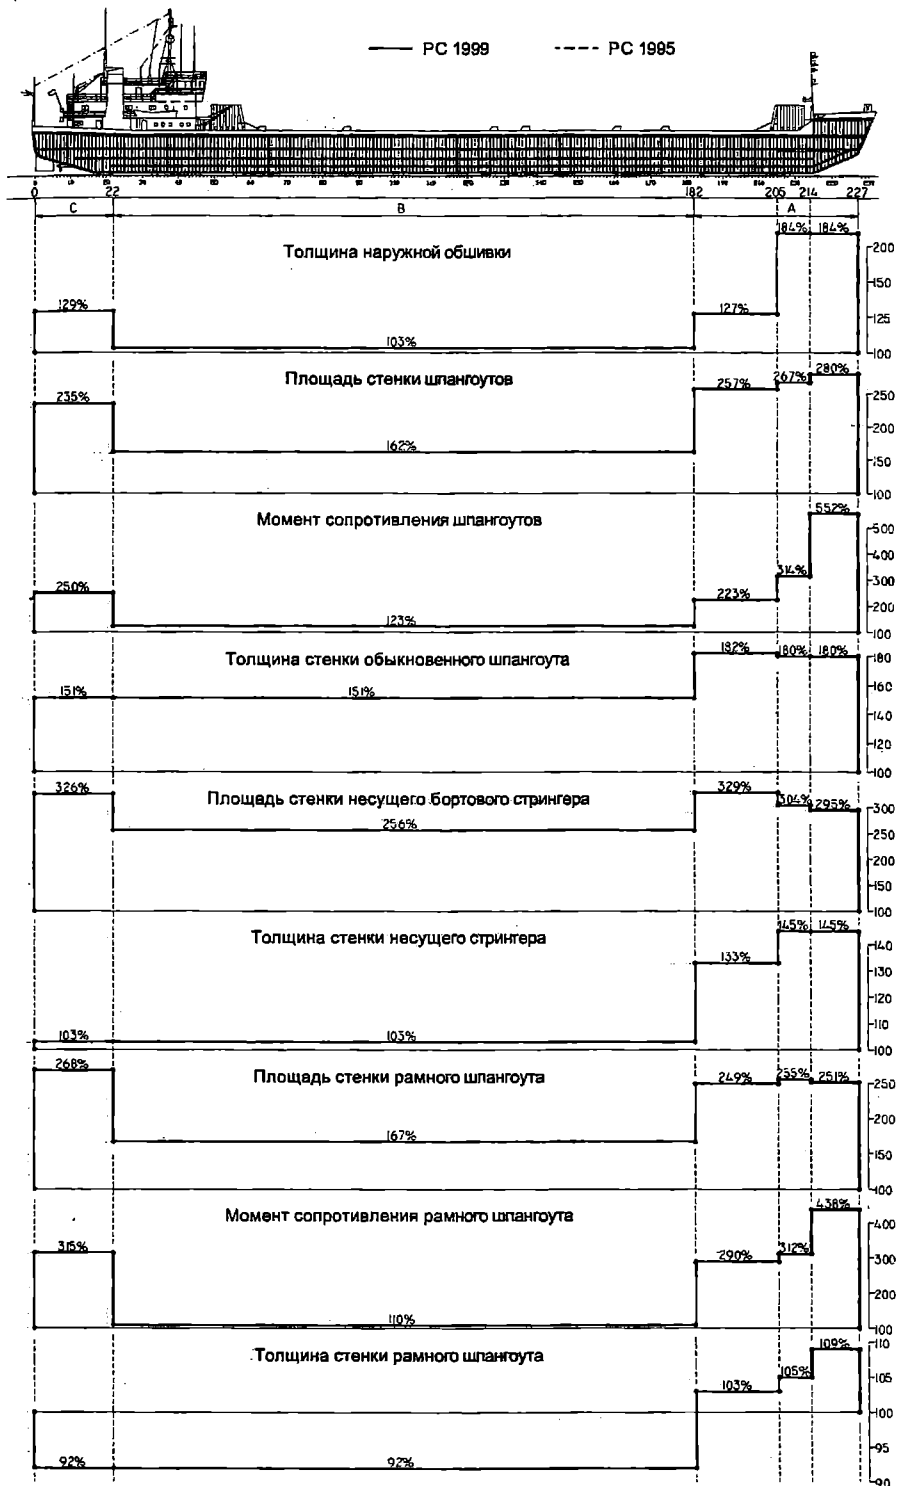 РС 1999 РС 1995
0 22 182 205 214 227
С В А
Толщина наружной обшивки
129% 103% 127% 184% 184%
200
150
125
100
Площадь стенки шпангоутов
235% 162% 257% 267% 280%
250
200
150
100
Момент сопротивления шпангоутов
250% 123% 223% 314% 552%
500
400
300
200
100
Толщина стенки обыкновенного шпангоута
151% 151% 182% 180% 180%
180
160
140
120
100
Площадь стенки несущего бортового стрингера
326% 256% 329% 304% 295%
300
250
200
150
100
Толщина стенки несущего стрингера
103% 103% 133% 145% 145%
140
130
120
110
100
Площадь стенки рамного шпангоута
268% 167% 249% 255% 251%
250
200
150
100
Момент сопротивления рамного шпангоута
315% 110% 290% 312% 438%
400
300
200
100
Толщина стенки рамного шпангоута
92% 92% 103% 105% 109%
110
105
100
95
90